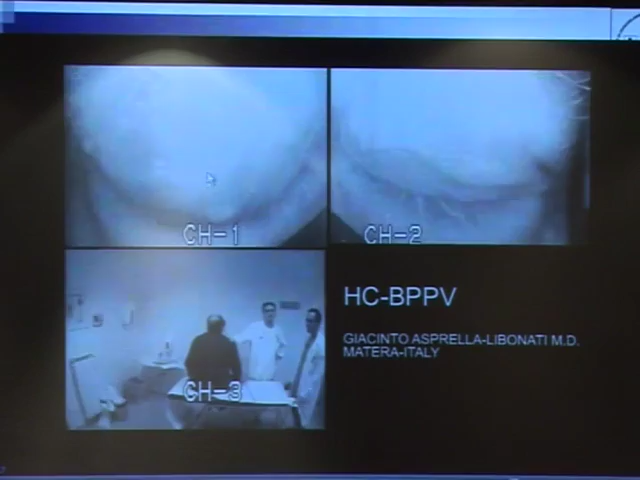 CH-1
CH-2
CH-3
HC-BPPV
GIACINTO ASPRELLA-LIBONATI M.D.
MATERA-ITALY